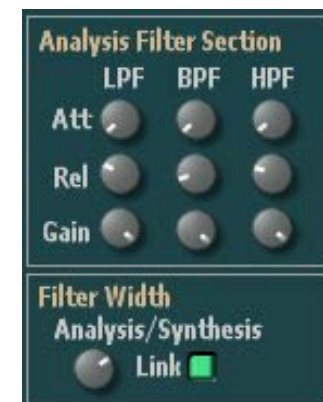 Analysis Filter Section
LPF BPF HPF
Att
Rel
Gain
Filter Width
Analysis/Synthesis
Link